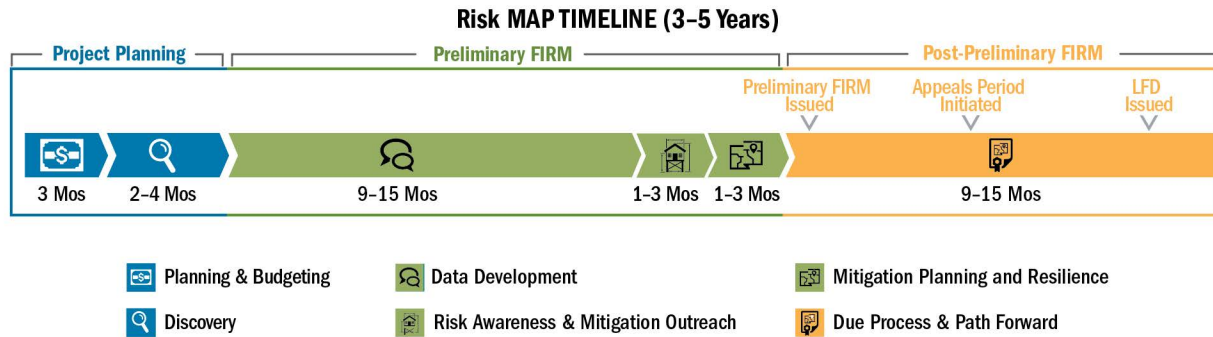 Risk MAP TIMELINE (3–5 Years)
Project Planning
Preliminary FIRM
Post-Preliminary FIRM
Preliminary FIRM
Issued
Appeals Period
Initiated
LFD
Issued
3 Mos
2–4 Mos
9–15 Mos
1–3 Mos
1–3 Mos
9–15 Mos
Planning & Budgeting
Data Development
Mitigation Planning and Resilience
Discovery
Risk Awareness & Mitigation Outreach
Due Process & Path Forward